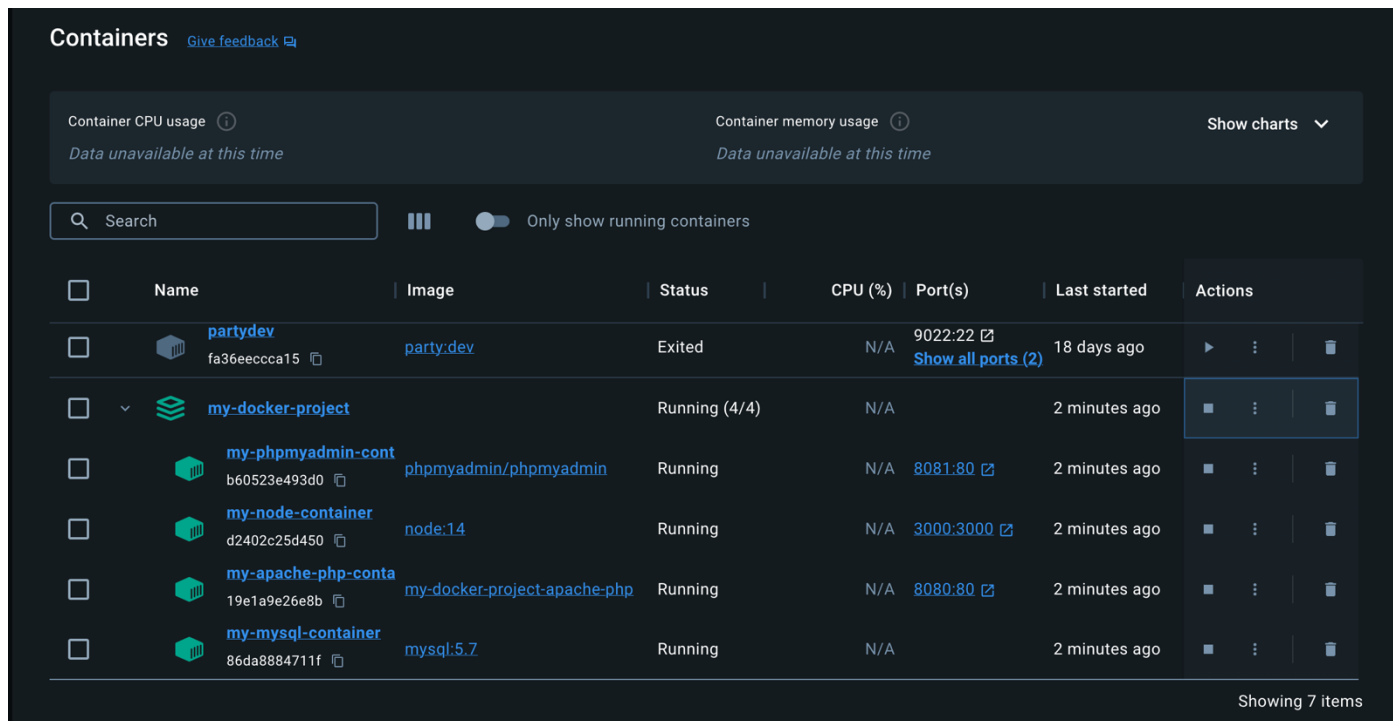 Containers Give feedback
Container CPU usage Container memory usage Show charts
Data unavailable at this time Data unavailable at this time
Search Only show running containers
Name Image Status CPU (%) Port(s) Last started Actions
partydev
fa36eeccca15 party:dev Exited N/A 9022:22 18 days ago
Show all ports (2)
my-docker-project Running (4/4) N/A 2 minutes ago
my-phpmyadmin-cont
b60523e493d0 phpmyadmin/phpmyadmin Running N/A 8081:80 2 minutes ago
my-node-container
d2402c25d450 node:14 Running N/A 3000:3000 2 minutes ago
my-apache-php-conta
19e1a9e26e8b my-docker-project-apache-php Running N/A 8080:80 2 minutes ago
my-mysql-container
86da8884711f mysql:5.7 Running N/A 2 minutes ago
Showing 7 items